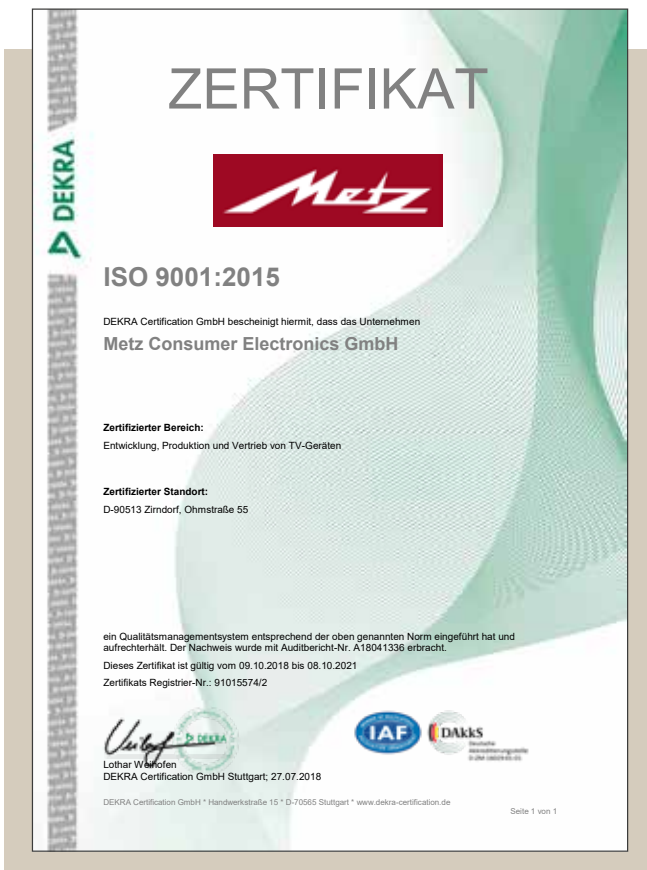 ZERTIFIKAT
DEKRA
Metz
ISO 9001:2015
DEKRA Certification GmbH bescheinigt hiermit, dass das Unternehmen
Metz Consumer Electronics GmbH
Zertifizierter Bereich:
Entwicklung, Produktion und Vertrieb von TV-Geräten
Zertifizierter Standort:
D-90513 Zirndorf, Ohmstraße 55
ein Qualitätsmanagementsystem entsprechend der oben genannten Norm eingeführt hat und
aufrechterhält. Der Nachweis wurde mit Auditbericht-Nr. A18041336 erbracht.
Dieses Zertifikat ist gültig vom 09.10.2018 bis 08.10.2021
Zertifikats Registrier-Nr.: 91015574/2
DEKRA
IAF
DAkkS
Deutsche
Akkreditierungsstelle
Lothar Weihofen
DEKRA Certification GmbH Stuttgart; 27.07.2018
DEKRA Certification GmbH * Handwerkstraße 15 * D-70565 Stuttgart * www.dekra-certification.de
Seite 1 von 1